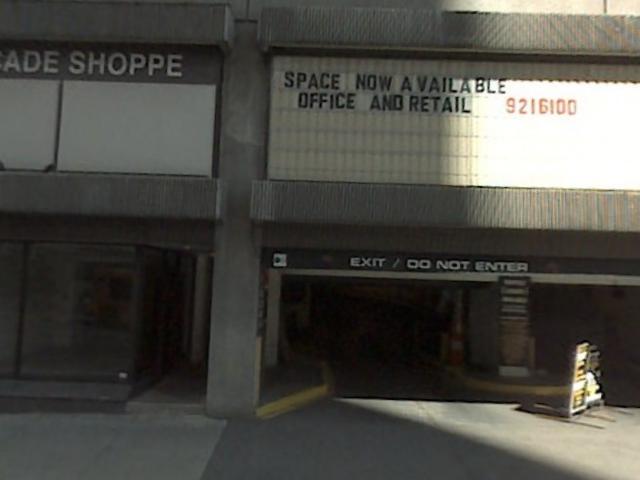 CADE SHOPPE
SPACE NOW AVAILABLE
OFFICE AND RETAIL 9216100
EXIT / DO NOT ENTER